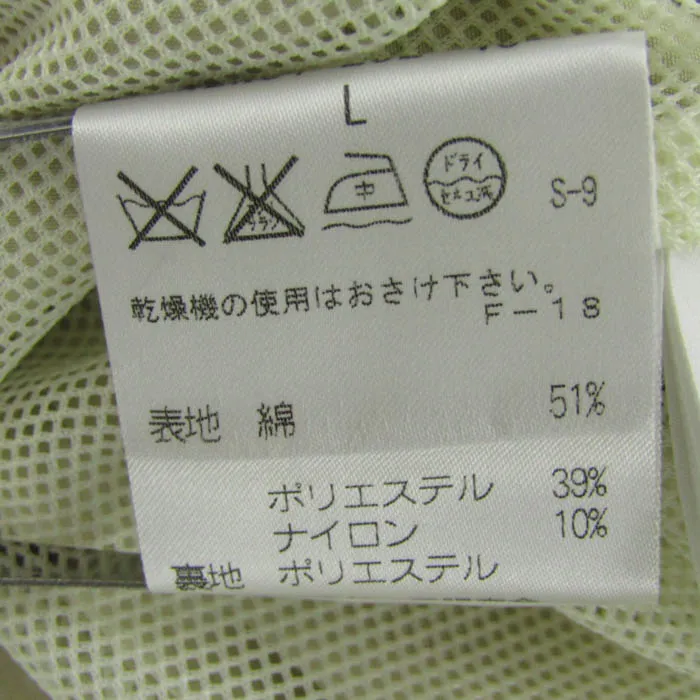 L
中 ドライ セキユ系 S-9
乾燥機の使用はおさけ下さい。
F-18
表地 綿 51%
ポリエステル 39%
ナイロン 10%
裏地 ポリエステル